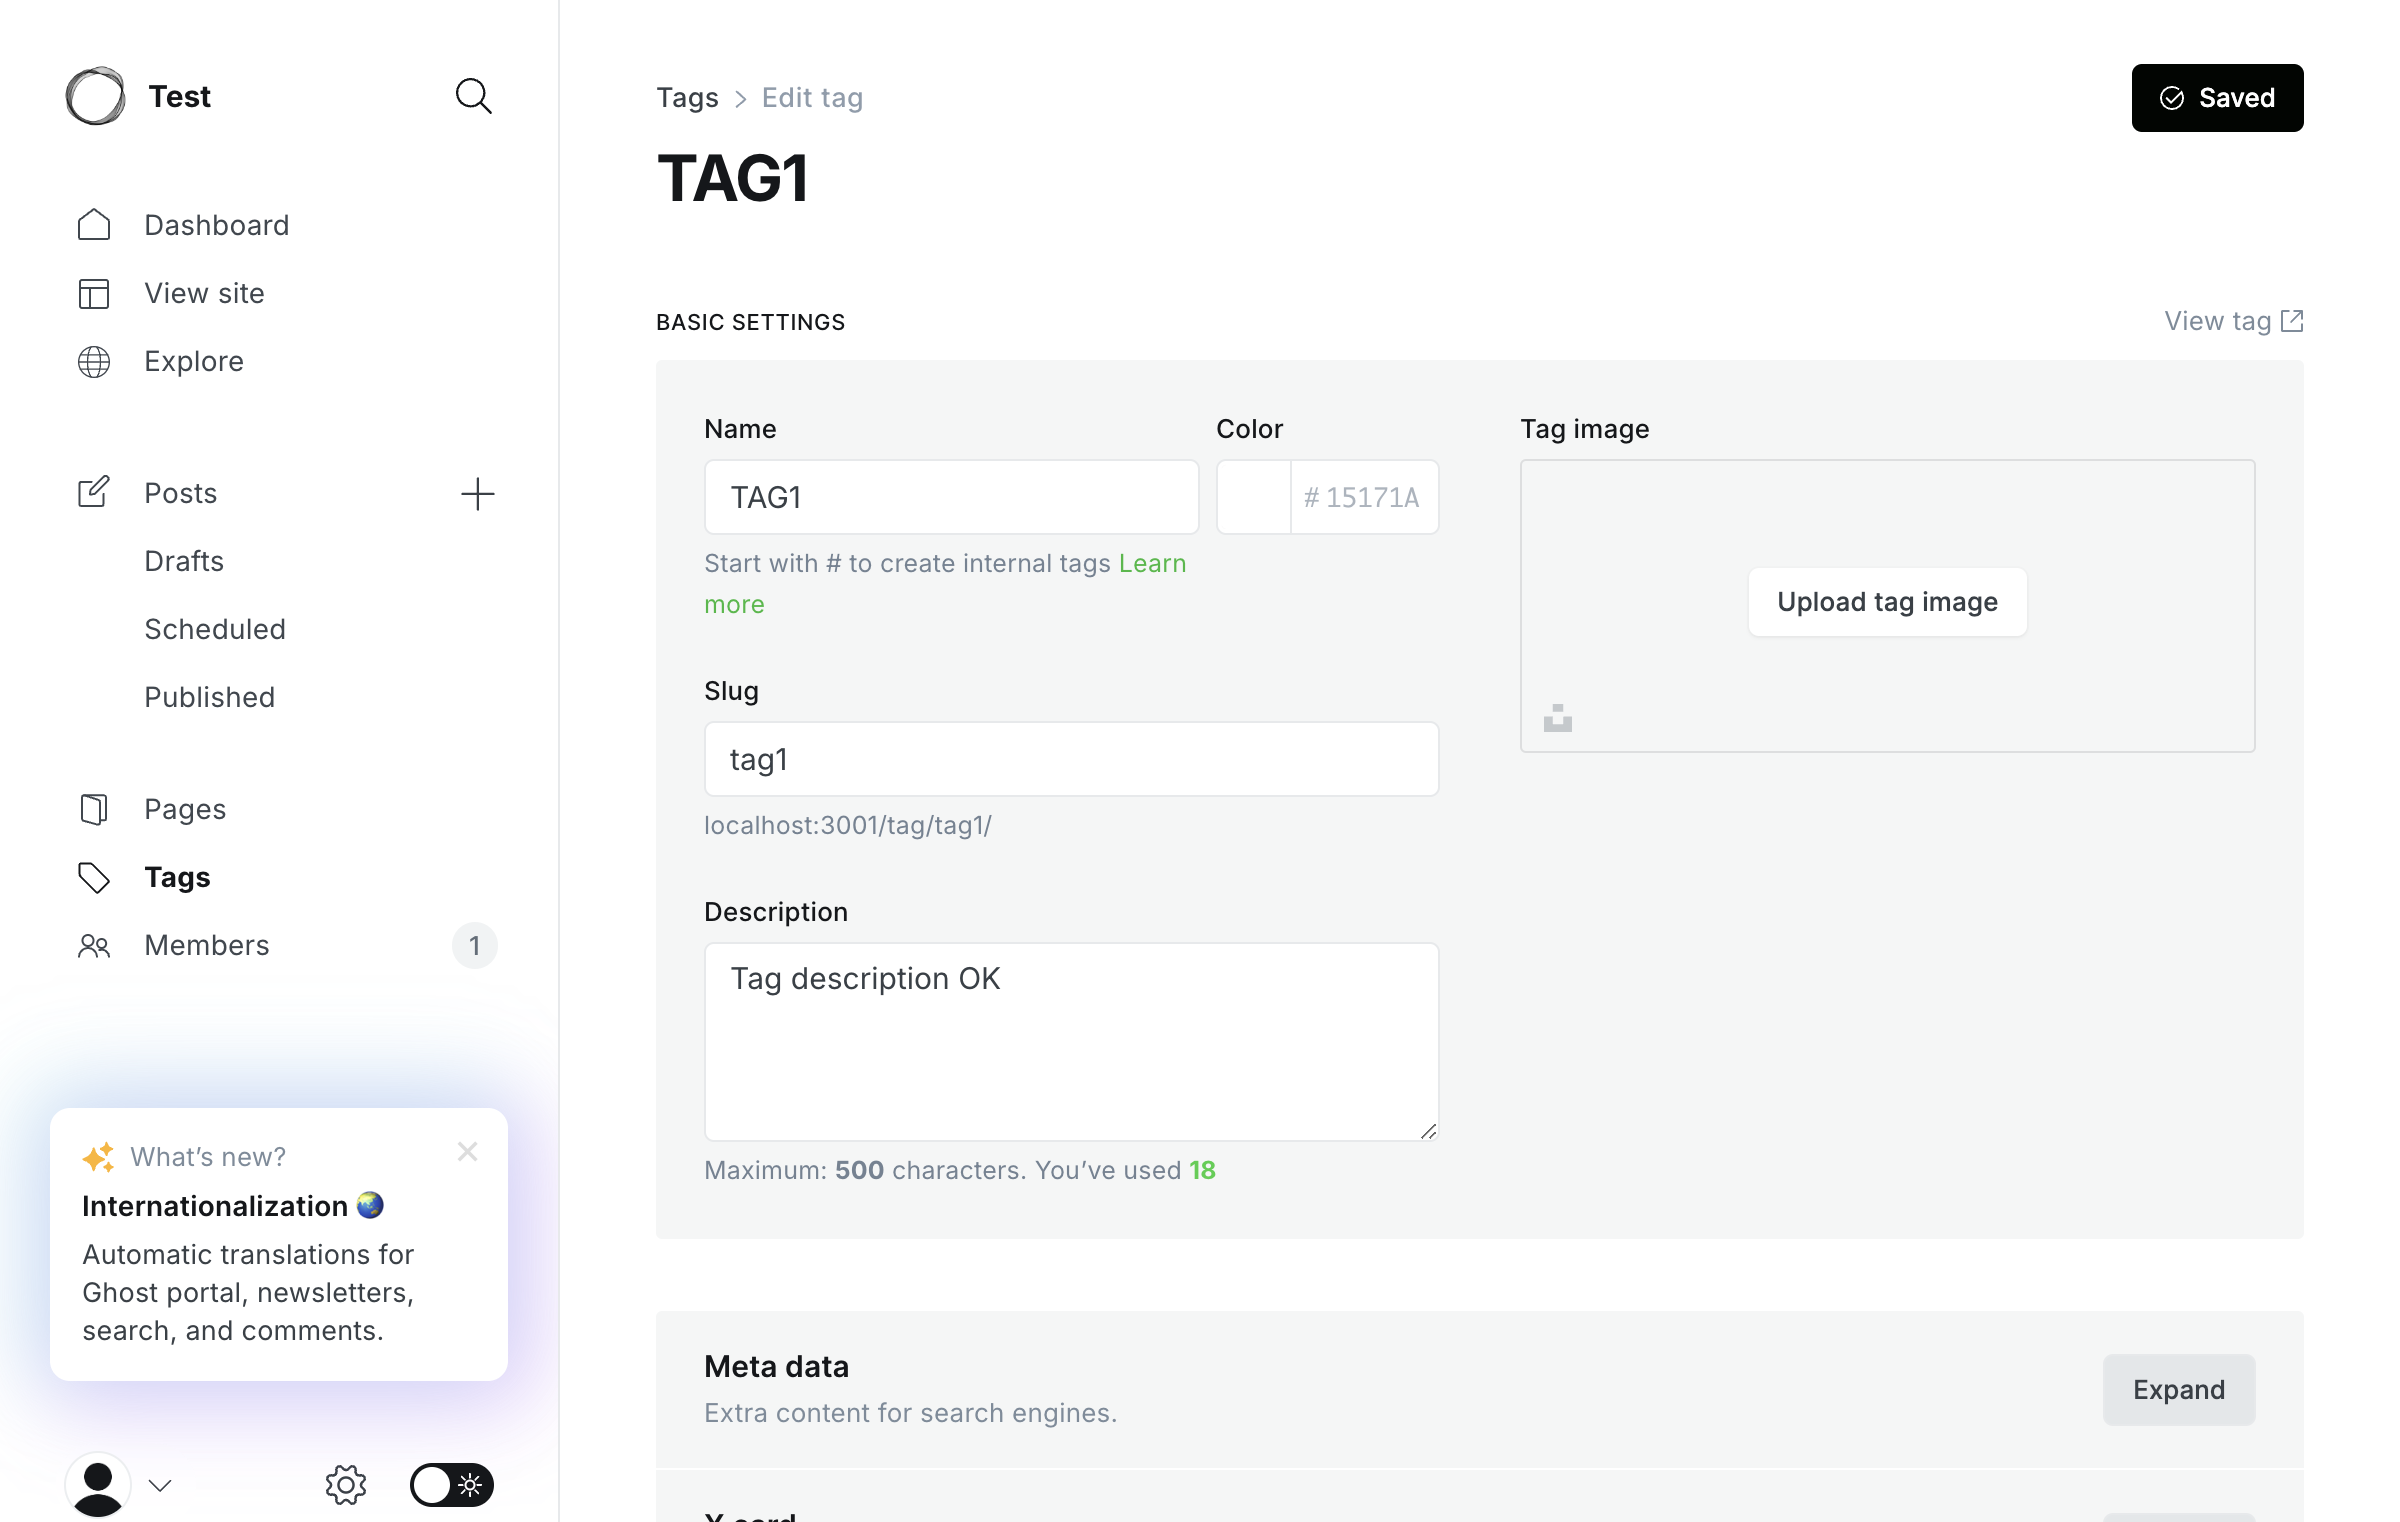 Test
Dashboard
View site
Explore
Posts
Drafts
Scheduled
Published
Pages
Tags
Members 1
What’s new?
Internationalization
Automatic translations for
Ghost portal, newsletters,
search, and comments.
Tags > Edit tag
Saved
TAG1
BASIC SETTINGS
View tag
Name
TAG1
Start with # to create internal tags Learn
more
Color
# 15171A
Tag image
Upload tag image
Slug
tag1
localhost:3001/tag/tag1/
Description
Tag description OK
Maximum: 500 characters. You’ve used 18
Meta data
Extra content for search engines.
Expand
X card